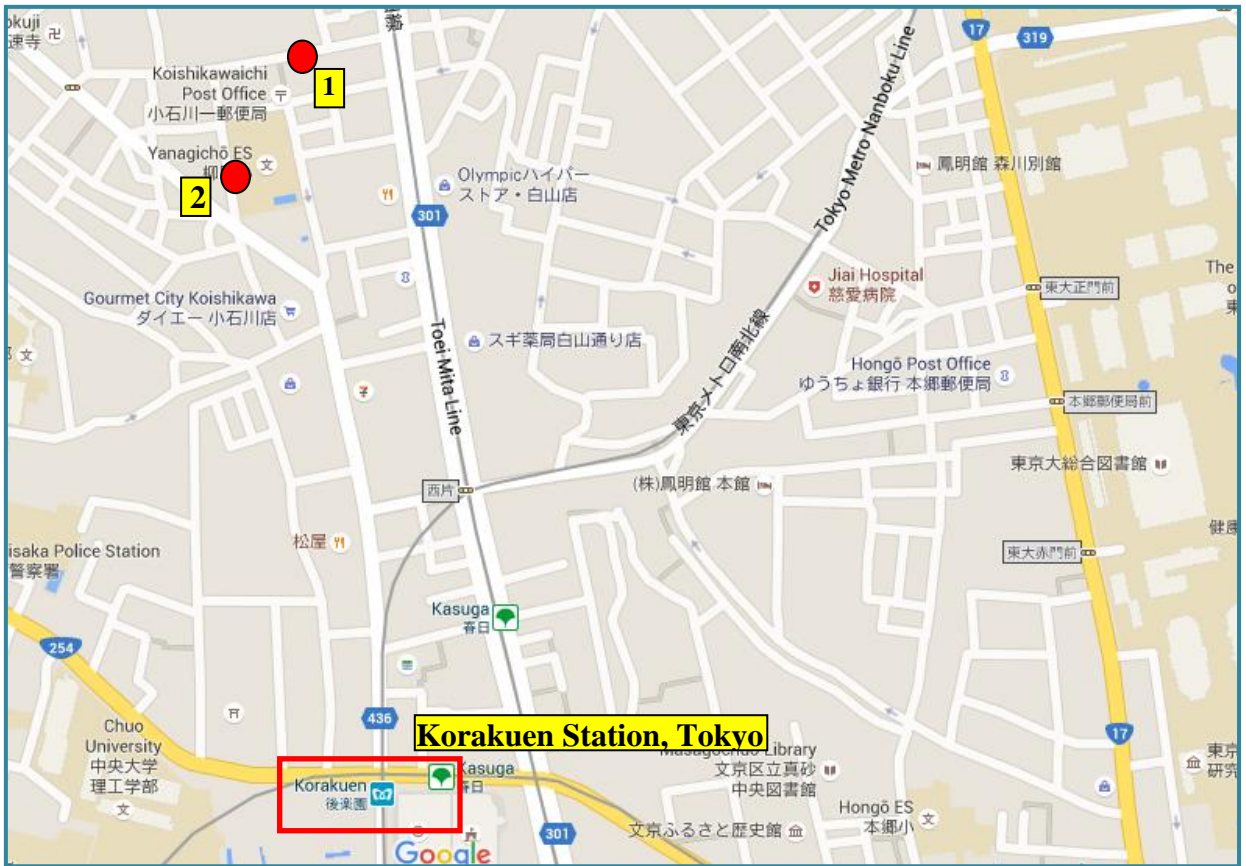 okuji
速寺
Koishikawaichi
Post Office
小石川一郵便局
1
Yanagichō ES
2
17
319
Olympicハイパー
ストア・白山店
301
Tokyo Metro Nanboku Line
鳳明館 森川別館
Jiai Hospital
慈愛病院
東大正門前
The
Gourmet City Koishikawa
ダイエー 小石川店
Toei Mita Line
スギ薬局白山通り店
東京メトロ南北線
Hongō Post Office
ゆうちょ銀行 本郷郵便局
本郷郵便局前
東京大総合図書館
西片
(株)鳳明館 本館
松屋
isaka Police Station
警察署
東大赤門前
健康
Kasuga
春日
254
436
Korakuen Station, Tokyo
17
Chuo
University
中央大学
理工学部
Korakuen
後楽園
Kasuga
春日
Masagochuo Library
文京区立真砂
中央図書館
東京
研究
Hongō ES
本郷小
301
文京ふるさと歴史館
Google